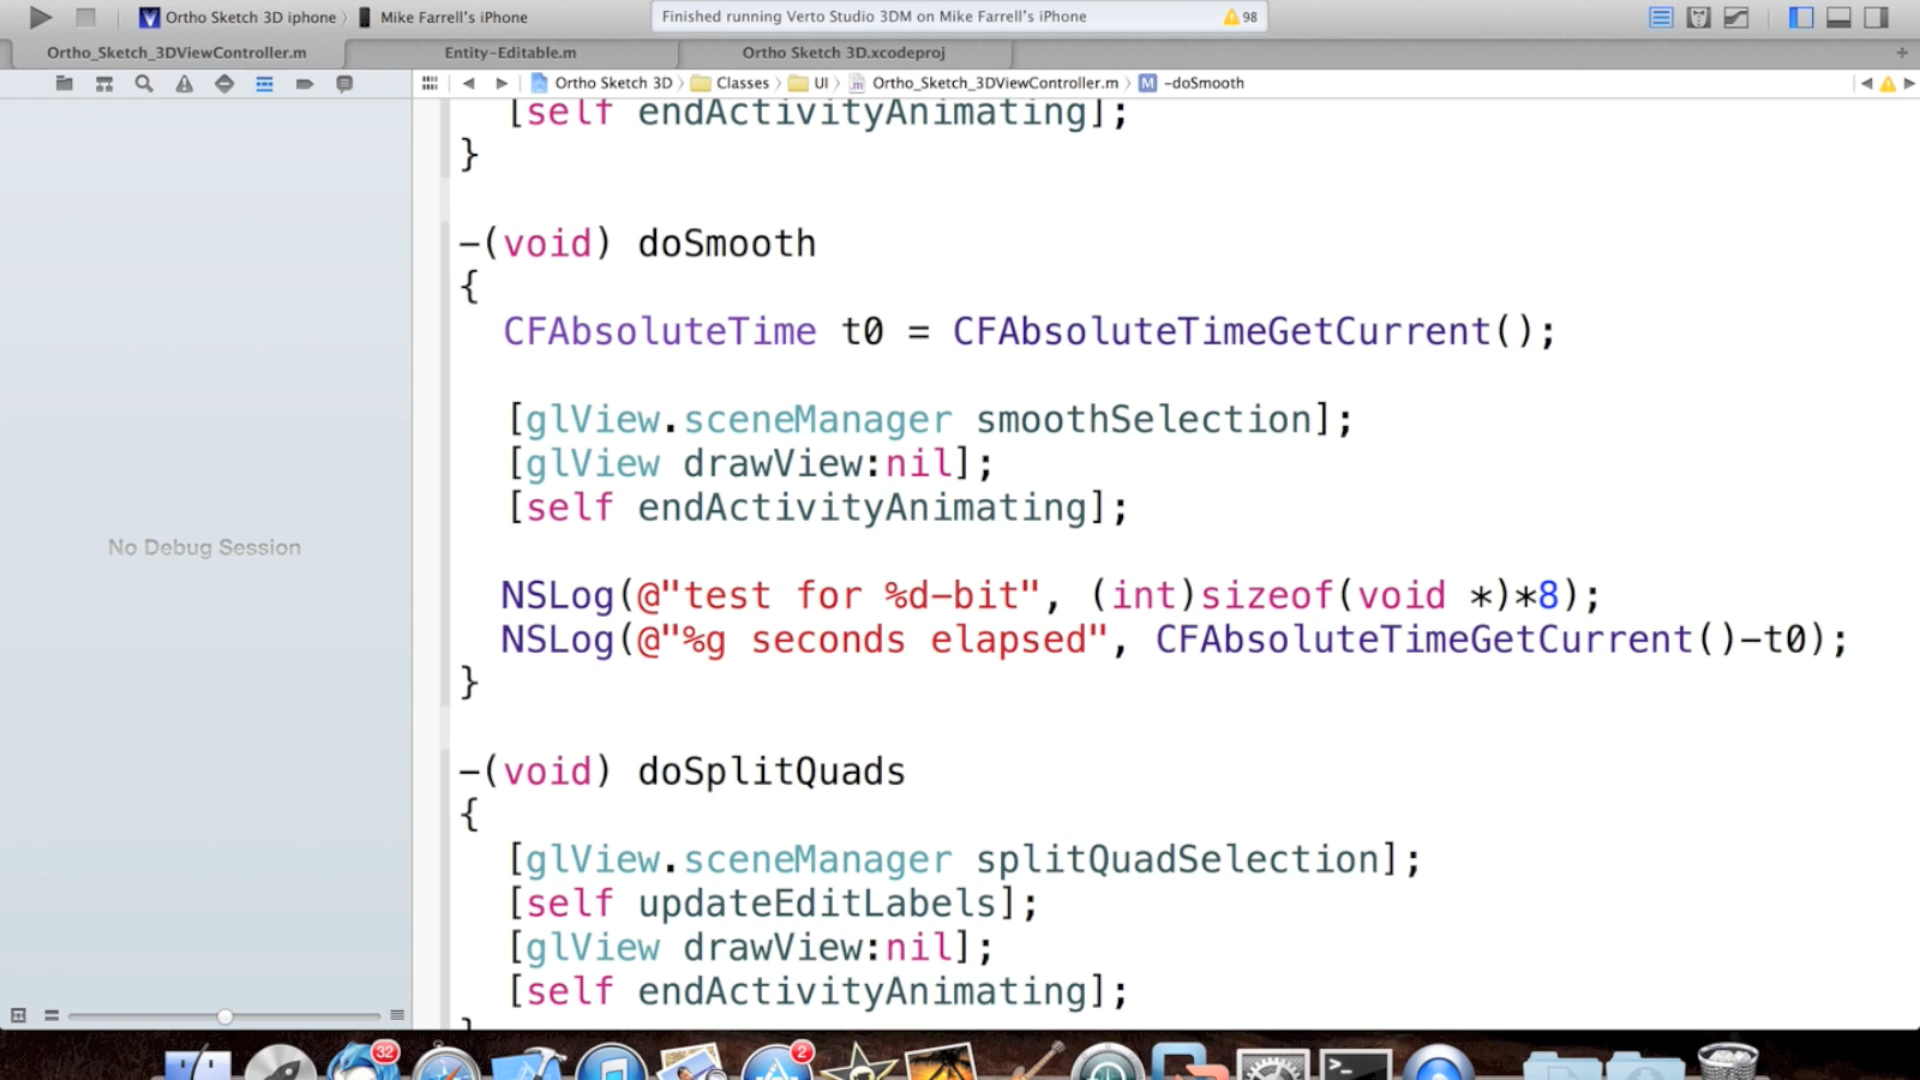 Ortho Sketch 3D iphone
Mike Farrell's iPhone
Finished running Verto Studio 3DM on Mike Farrell's iPhone
98
Ortho_Sketch_3DViewController.m
Entity-Editable.m
Ortho Sketch 3D.xcodeproj
Ortho Sketch 3D
Classes
UI
Ortho_Sketch_3DViewController.m
M
-doSmooth
[self endActivityAnimating];
}
-(void) doSmooth
{
CFAbsoluteTime t0 = CFAbsoluteTimeGetCurrent();
[glView.sceneManager smoothSelection];
[glView drawView:nil];
[self endActivityAnimating];
No Debug Session
NSLog(@"test for %d-bit", (int)sizeof(void *)*8);
NSLog(@"%g seconds elapsed", CFAbsoluteTimeGetCurrent()-t0);
}
-(void) doSplitQuads
{
[glView.sceneManager splitQuadSelection];
[self updateEditLabels];
[glView drawView:nil];
[self endActivityAnimating];
}
32
2